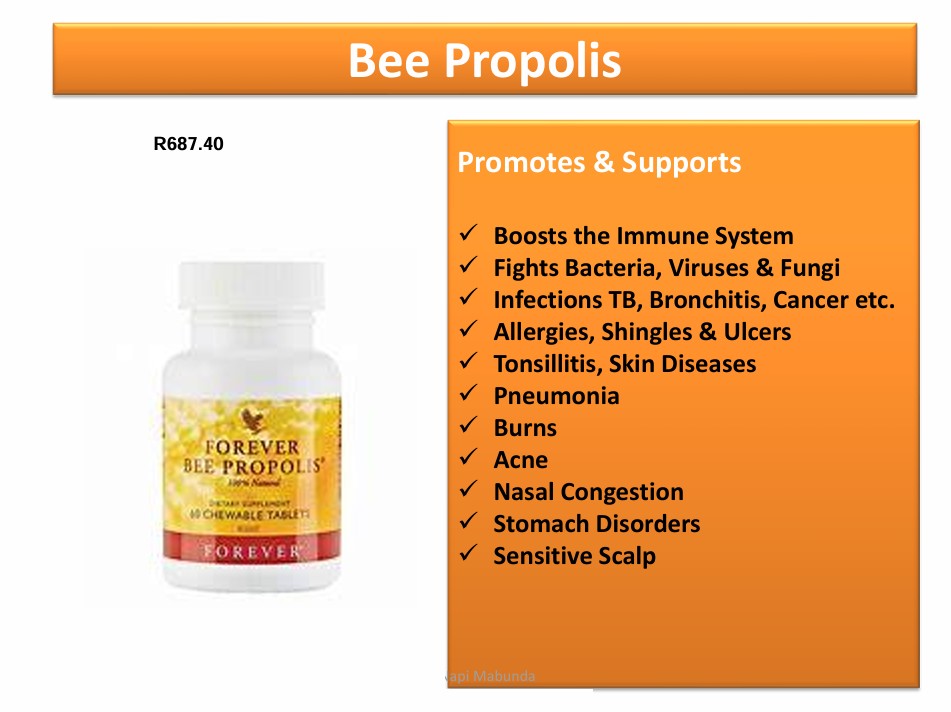 Bee Propolis
R687.40
Promotes & Supports
✓ Boosts the Immune System
✓ Fights Bacteria, Viruses & Fungi
✓ Infections TB, Bronchitis, Cancer etc.
✓ Allergies, Shingles & Ulcers
✓ Tonsillitis, Skin Diseases
✓ Pneumonia
✓ Burns
✓ Acne
✓ Nasal Congestion
✓ Stomach Disorders
✓ Sensitive Scalp
FOREVER
BEE PROPOLIS®
100% Natural
DIETARY SUPPLEMENT
60 CHEWABLE TABLETS
FOREVER
Mabunda